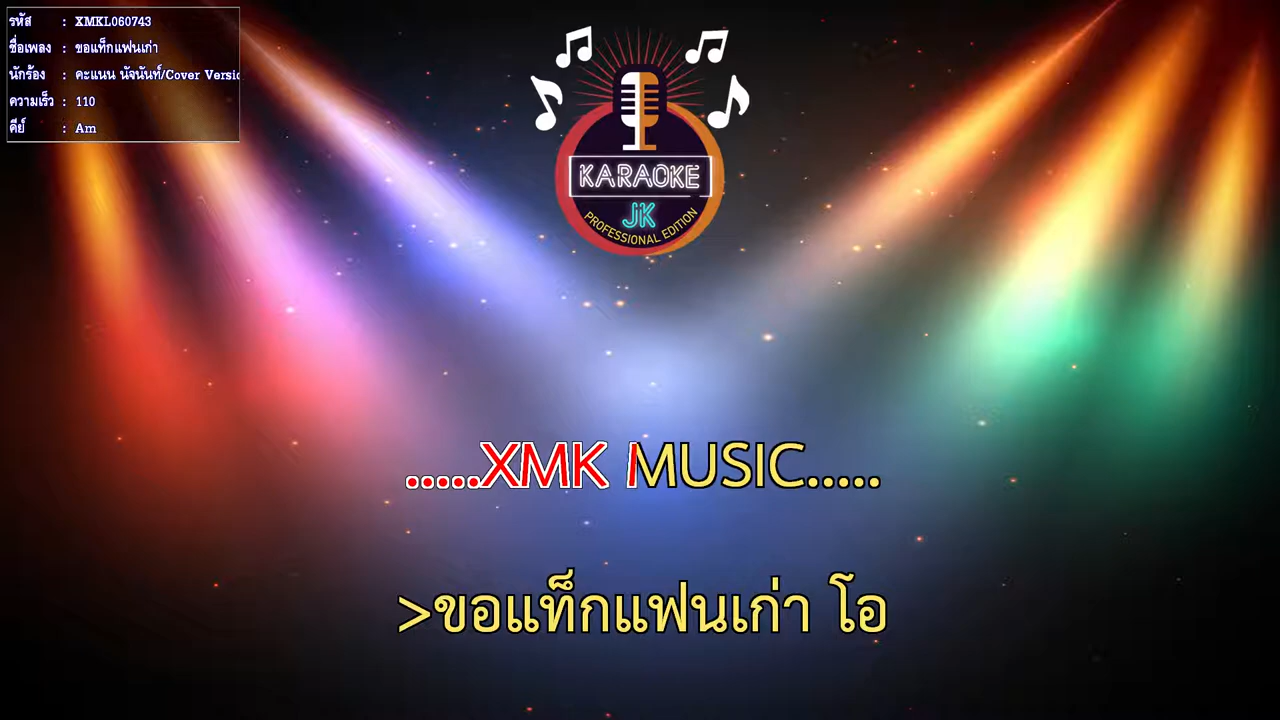 รหัส : XMKL060743
ชื่อเพลง : ขอแท็กแฟนเก่า
นักร้อง : คะแนน นัจนันท์/Cover Versio
ความเร็ว : 110
คีย์ : Am
KARAOKE
JK
PROFESSIONAL EDITION
.....XMK MUSIC.....
>ขอแท็กแฟนเก่า โอ